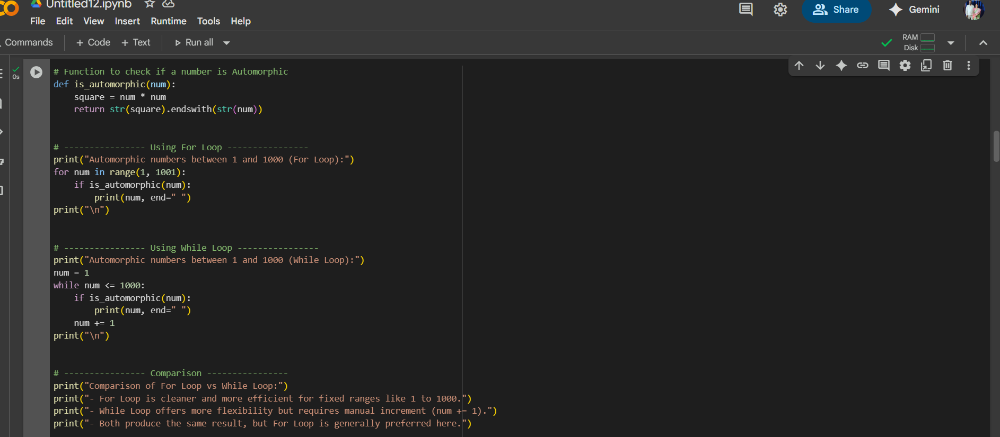 Untitled12.ipynb
File Edit View Insert Runtime Tools Help
Share
Gemini
Commands + Code + Text Run all
RAM
Disk
0s
# Function to check if a number is Automorphic
def is_automorphic(num):
    square = num * num
    return str(square).endswith(str(num))
# ---------------- Using For Loop ----------------
print("Automorphic numbers between 1 and 1000 (For Loop):")
for num in range(1, 1001):
    if is_automorphic(num):
        print(num, end=" ")
print("\n")
# ---------------- Using While Loop ----------------
print("Automorphic numbers between 1 and 1000 (While Loop):")
num = 1
while num <= 1000:
    if is_automorphic(num):
        print(num, end=" ")
    num += 1
print("\n")
# ---------------- Comparison ----------------
print("Comparison of For Loop vs While Loop:")
print("- For Loop is cleaner and more efficient for fixed ranges like 1 to 1000.")
print("- While Loop offers more flexibility but requires manual increment (num += 1).")
print("- Both produce the same result, but For Loop is generally preferred here.")